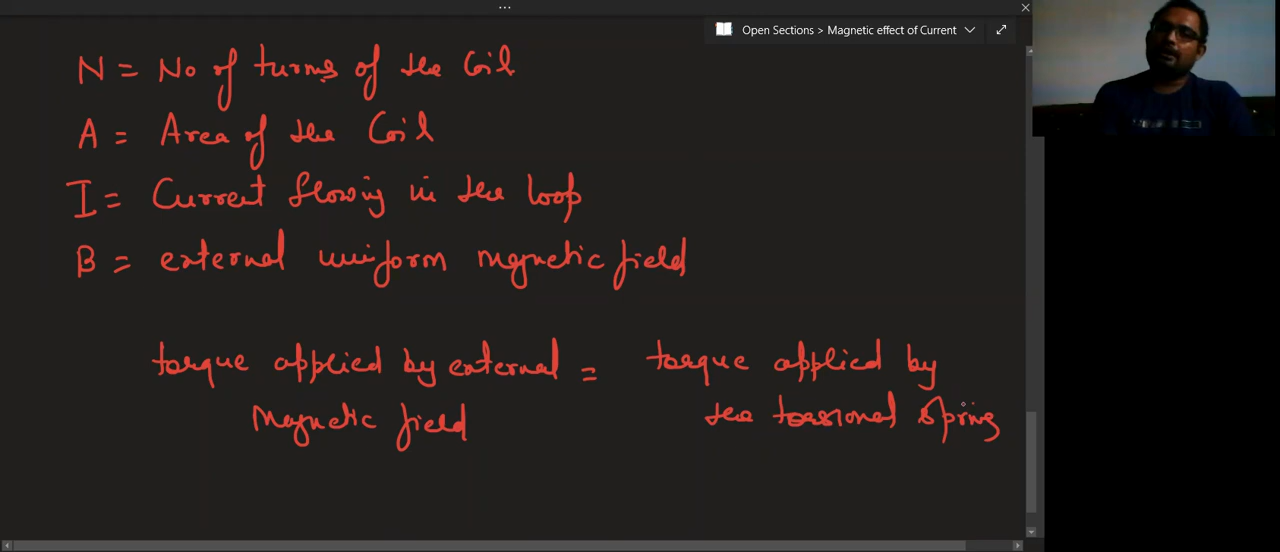 Open Sections > Magnetic effect of Current
N = No of turns of the Coil
A = Area of the Coil
I = Current flowing in the loop
B = external uniform magnetic field
torque applied by external = torque applied by
Magnetic field the torsional Spring